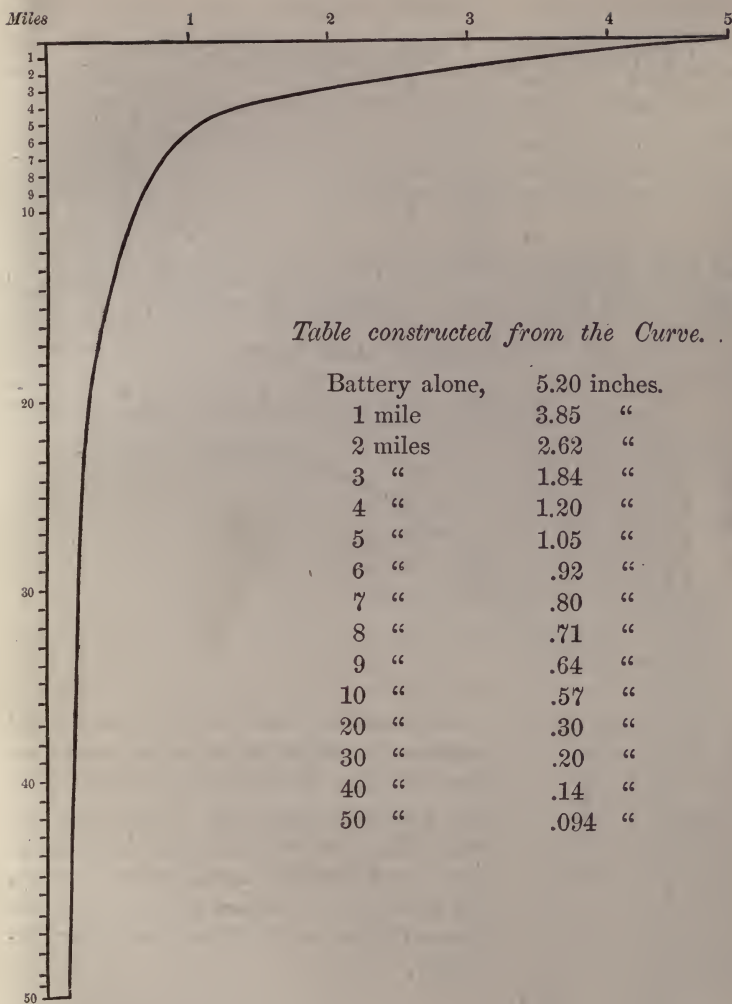 Miles 1 2 3 4 5
1
2
3
4
5
6
7
8
9
10
20
30
40
50
Table constructed from the Curve.
Battery alone, 5.20 inches.
1 mile 3.85 “
2 miles 2.62 “
3 “ 1.84 “
4 “ 1.20 “
5 “ 1.05 “
6 “ .92 “
7 “ .80 “
8 “ .71 “
9 “ .64 “
10 “ .57 “
20 “ .30 “
30 “ .20 “
40 “ .14 “
50 “ .094 “